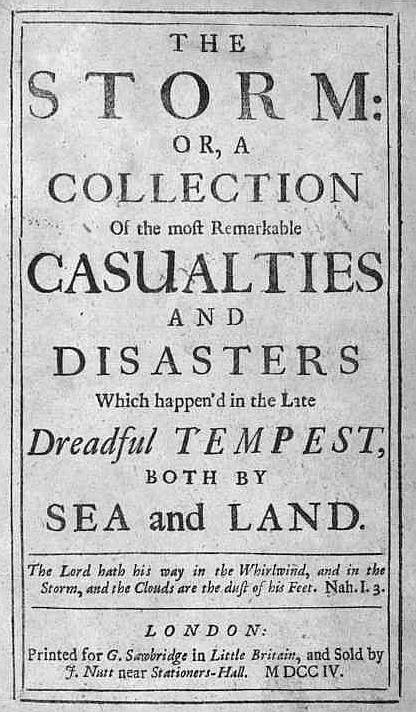 THE
STORM:
OR, A
COLLECTION
Of the moſt Remarkable
CASUALTIES
AND
DISASTERS
Which happen'd in the Late
Dreadful TEMPEST,
BOTH BY
SEA and LAND.
The Lord hath his way in the Whirlwind, and in the
Storm, and the Clouds are the duſt of his Feet. Nah. I. 3.
LONDON:
Printed for G. Sawbridge in Little Britain, and Sold by
J. Nutt near Stationers-Hall. M DCC IV.